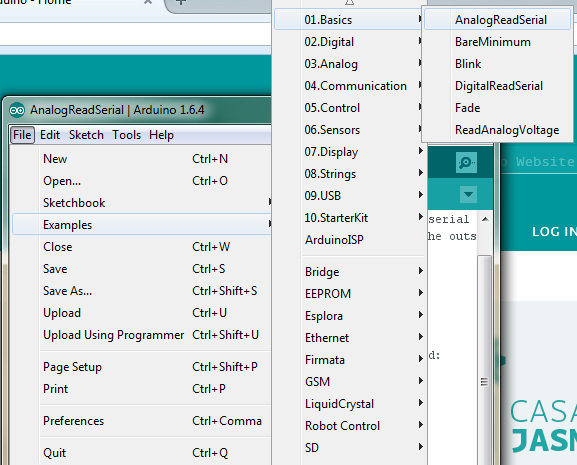 - Home
AnalogReadSerial | Arduino 1.6.4
File Edit Sketch Tools Help
New Ctrl+N
Open... Ctrl+O
Sketchbook
Examples
Close Ctrl+W
Save Ctrl+S
Save As... Ctrl+Shift+S
Upload Ctrl+U
Upload Using Programmer Ctrl+Shift+U
Page Setup Ctrl+Shift+P
Print Ctrl+P
Preferences Ctrl+Comma
Quit Ctrl+Q
01.Basics
02.Digital
03.Analog
04.Communication
05.Control
06.Sensors
07.Display
08.Strings
09.USB
10.StarterKit
ArduinoISP
Bridge
EEPROM
Esplora
Ethernet
Firmata
GSM
LiquidCrystal
Robot Control
SD
AnalogReadSerial
BareMinimum
Blink
DigitalReadSerial
Fade
ReadAnalogVoltage
Website
serial
he outs
d:
LOG IN
CASA
JASM